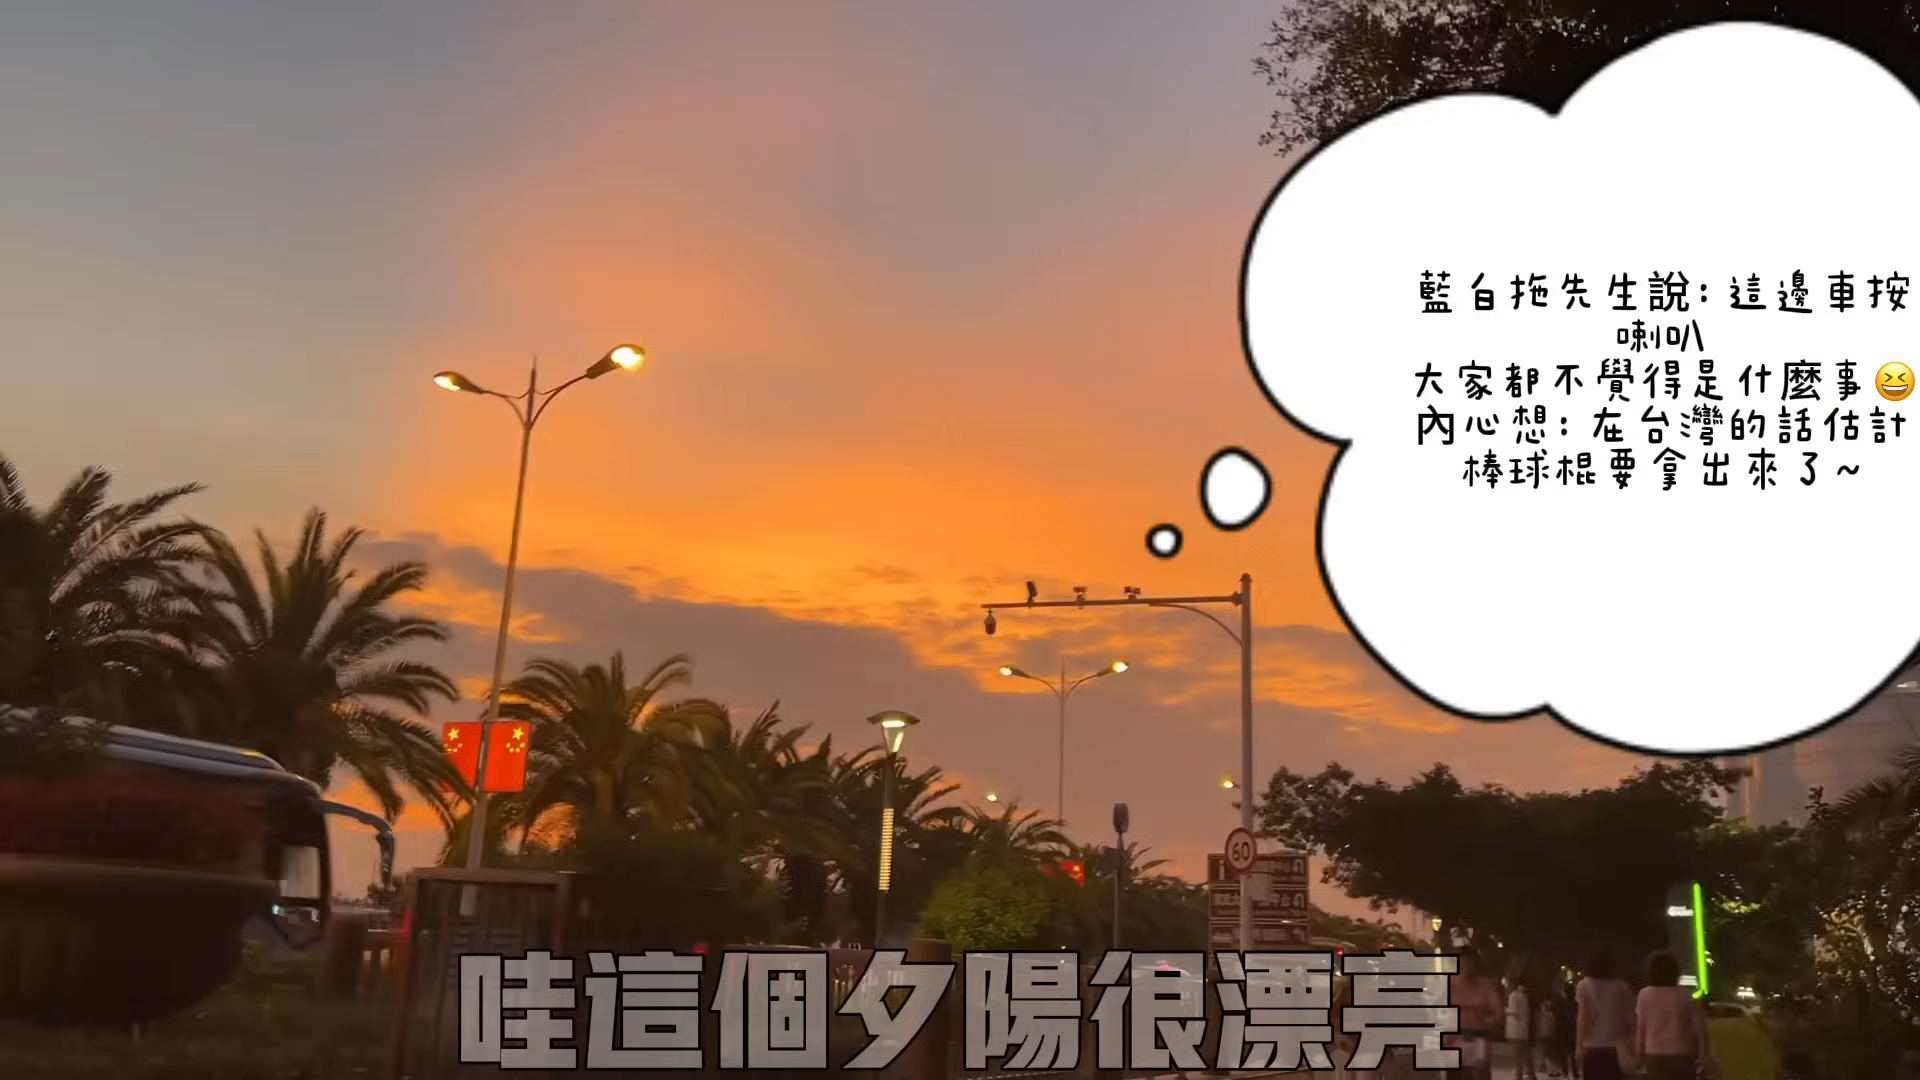 藍白拖先生說:這邊車按
喇叭
大家都不覺得是什麼事😆
內心想:在台灣的話估計
棒球棍要拿出來了~
60
哇這個夕陽很漂亮